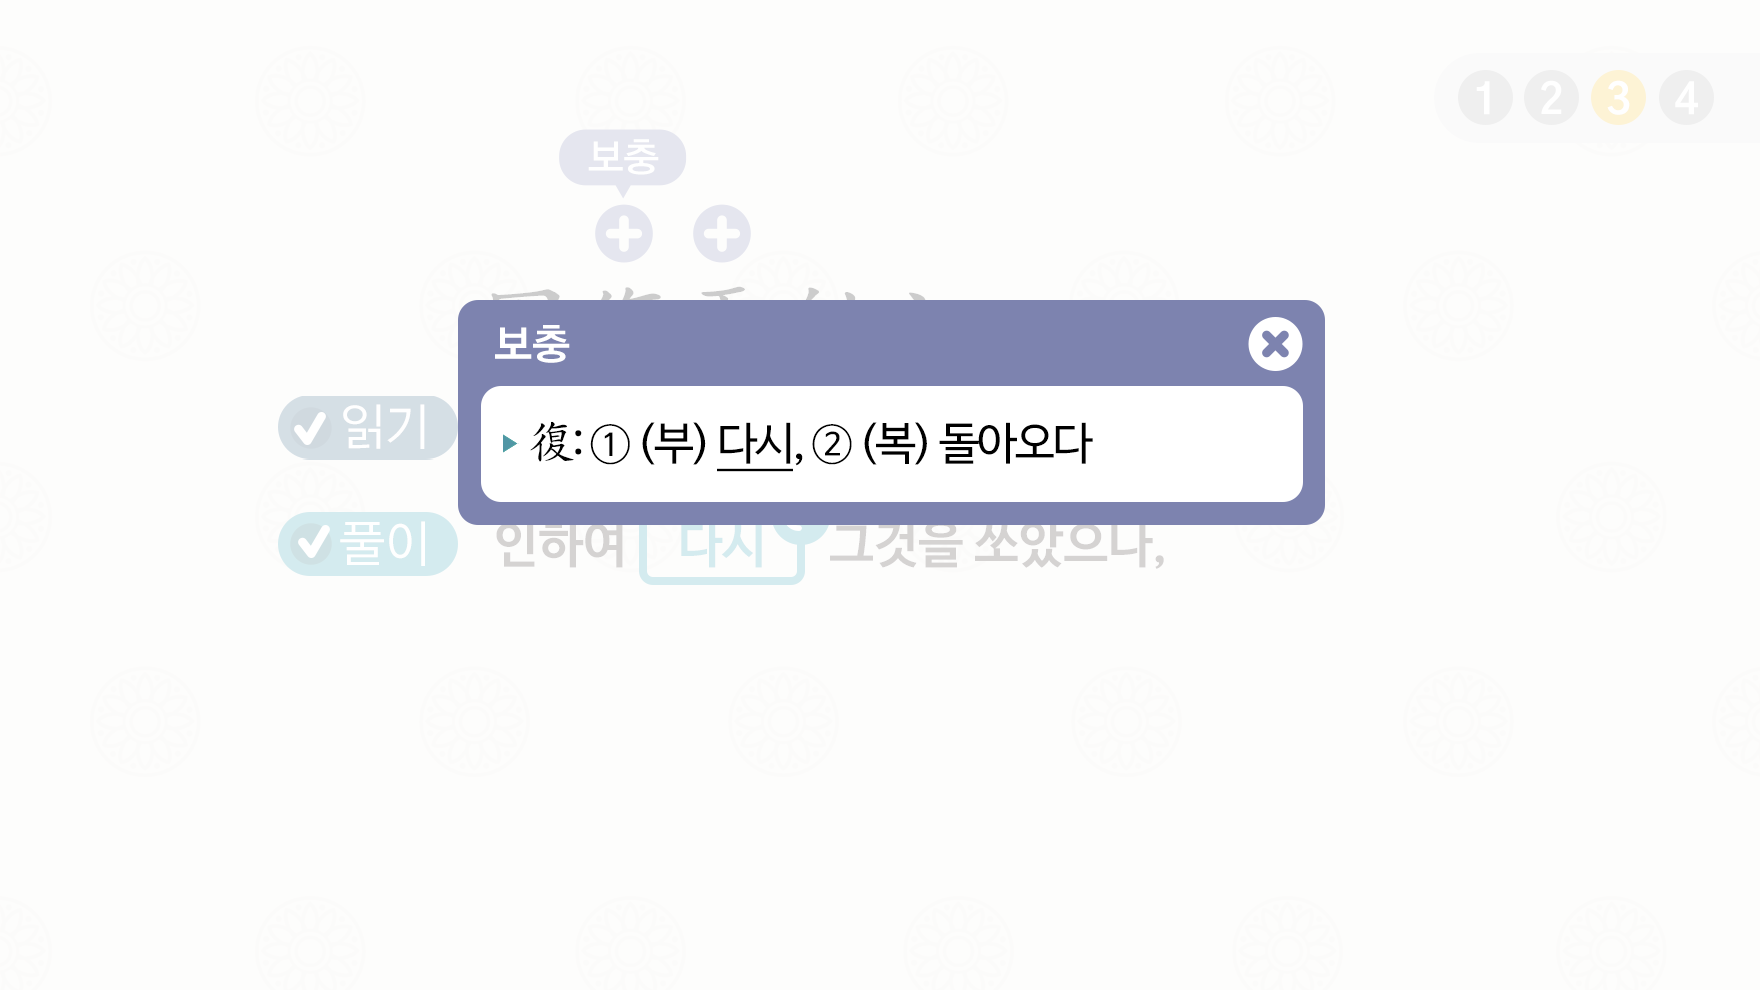 1 2 3 4
보충
보충
復: ① (부) 다시, ② (복) 돌아오다
읽기
풀이
인하여 다시 그것을 쏘았으나,